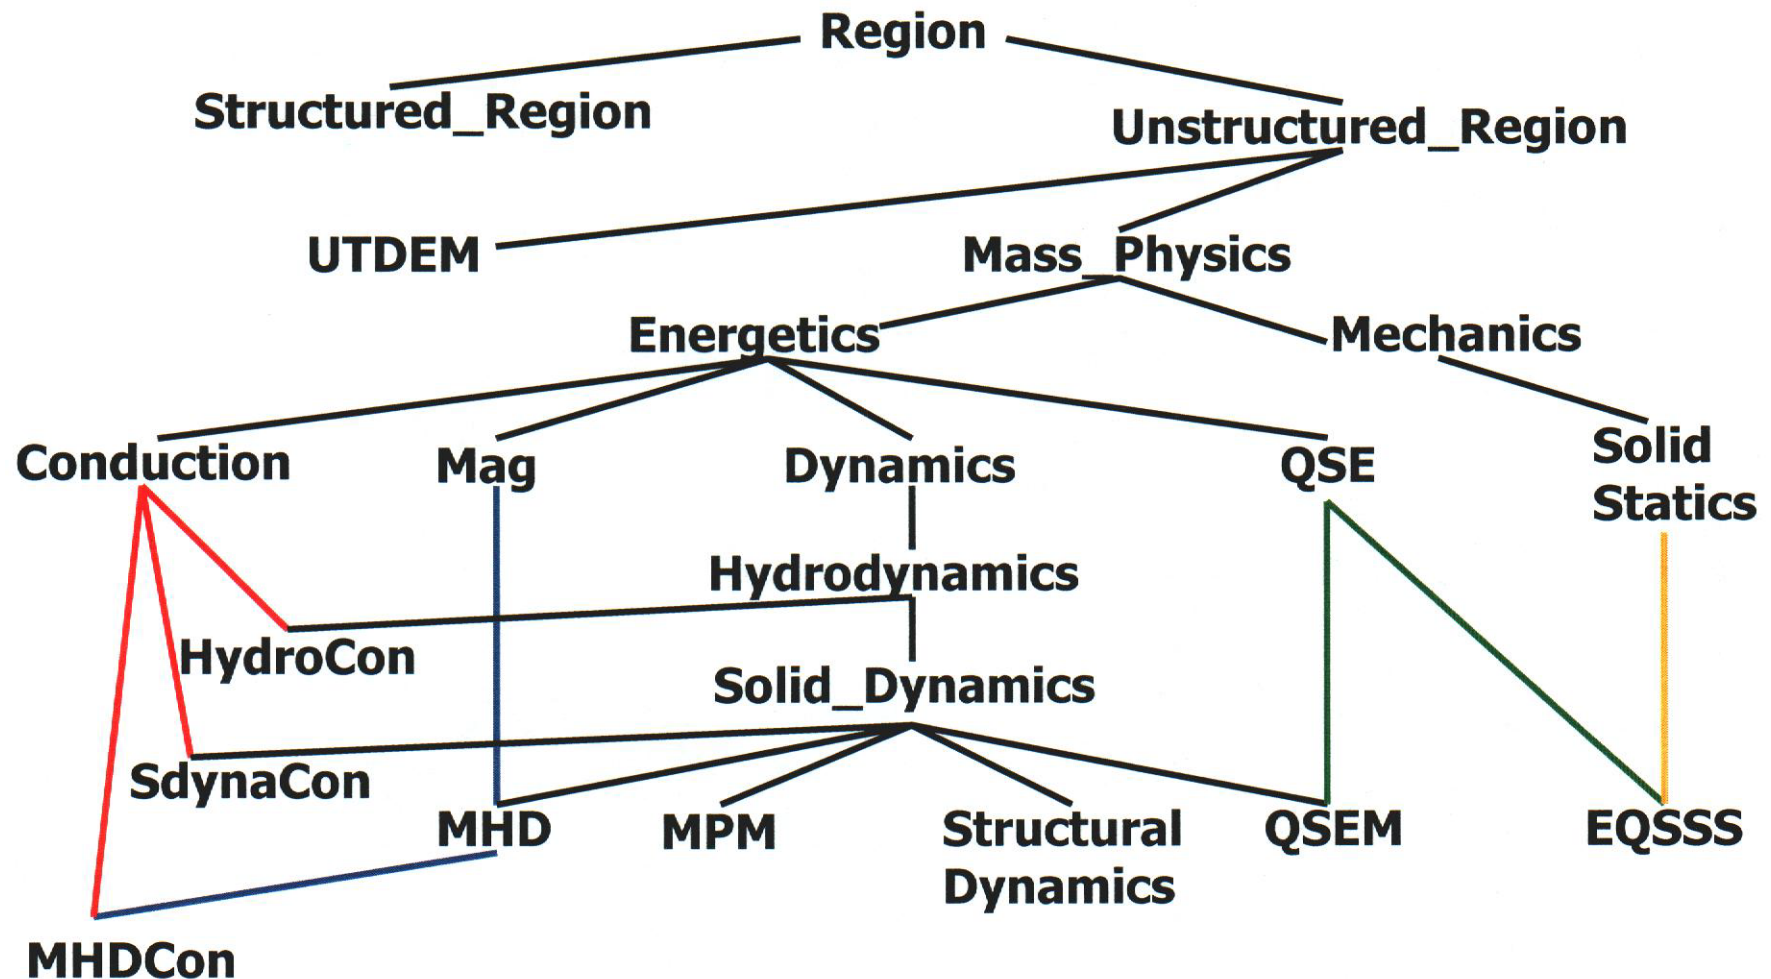 Region
Structured_Region
Unstructured_Region
UTDEM
Mass_Physics
Energetics
Mechanics
Conduction
Mag
Dynamics
QSE
Solid
Statics
Hydrodynamics
HydroCon
Solid_Dynamics
SdynaCon
MHD
MPM
Structural
Dynamics
QSEM
EQSSS
MHDCon